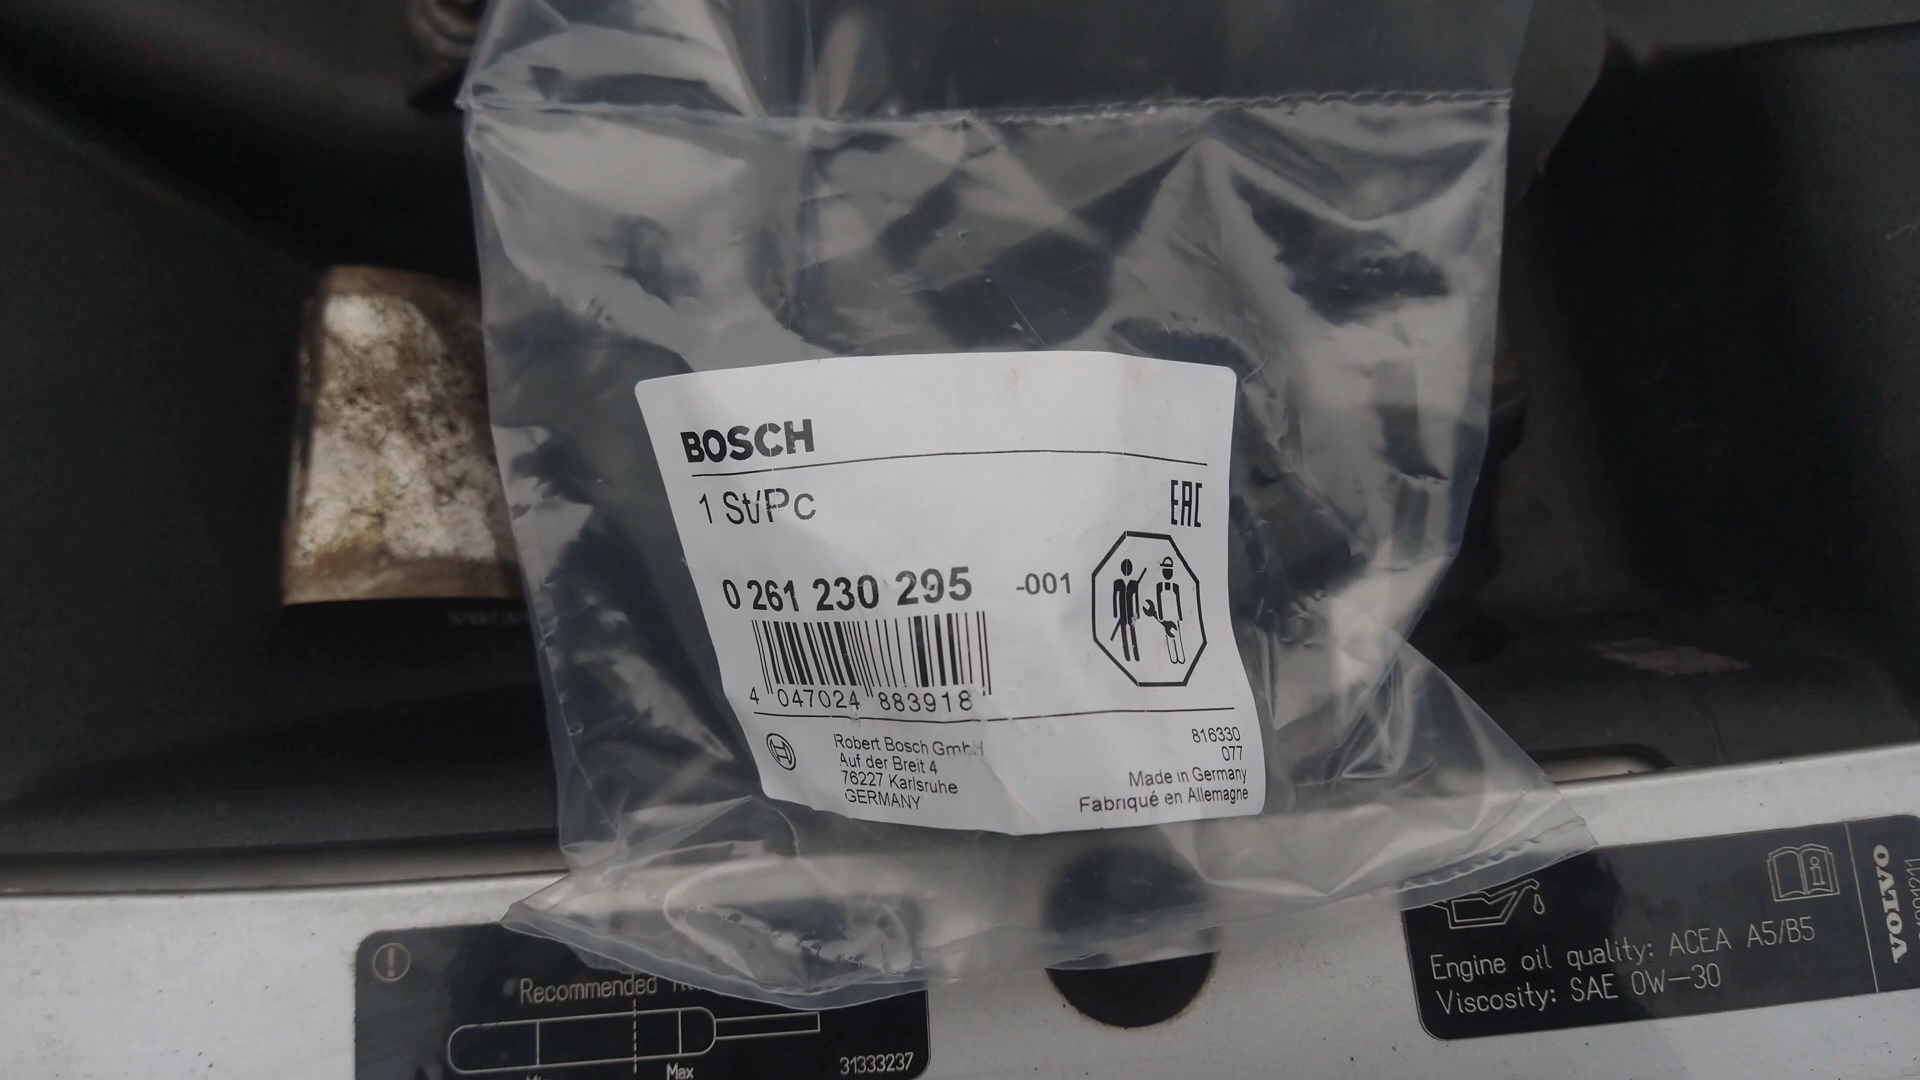 BOSCH
1 St/Pc
EAC
0 261 230 295 -001
4 047024 883918
Robert Bosch GmbH
Auf der Breit 4
76227 Karlsruhe
GERMANY
816330
077
Made in Germany
Fabriqué en Allemagne
Recommended
Max
31333237
Engine oil quality: ACEA A5/B5
Viscosity: SAE 0W-30
VOLVO